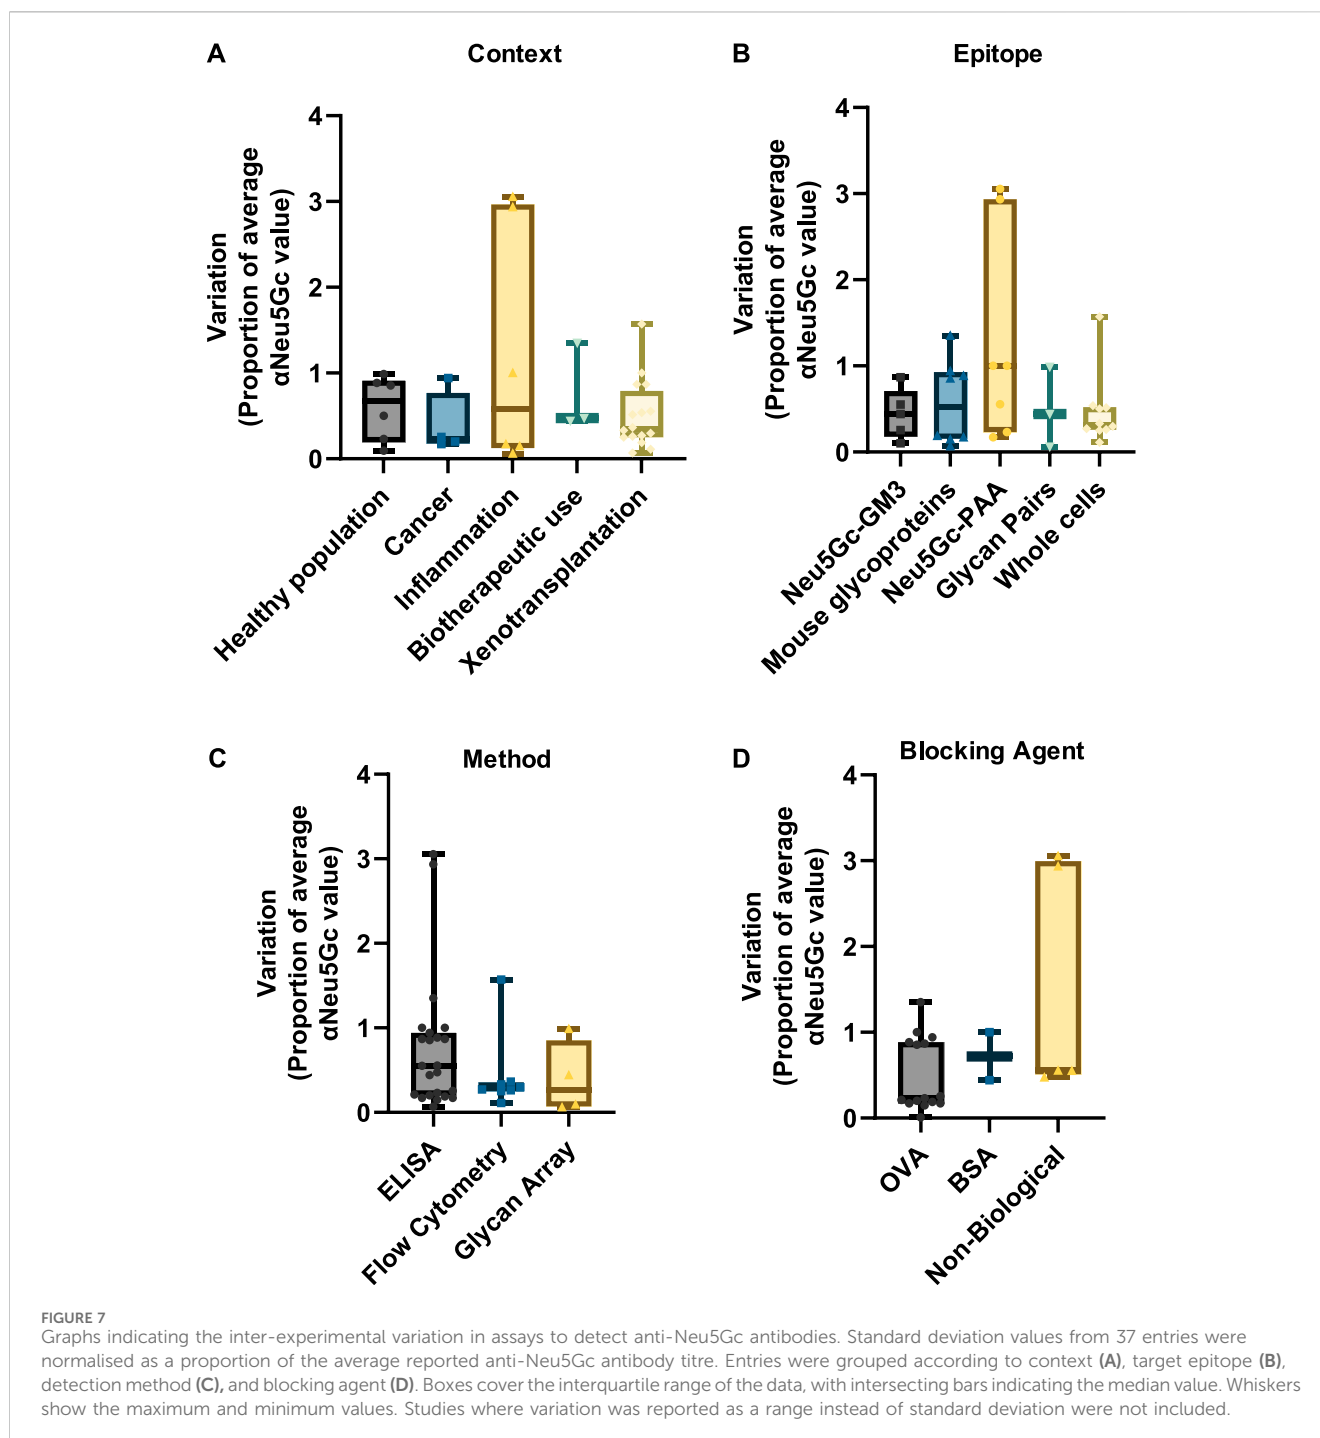 A
Context
Variation
(Proportion of average
αNeu5Gc value)
4
3
2
1
0
Healthy population
Cancer
Inflammation
Biotherapeutic use
Xenotransplantation
B
Epitope
Variation
(Proportion of average
αNeu5Gc value)
4
3
2
1
0
Neu5Gc-GM3
Mouse glycoproteins
Neu5Gc-PAA
Glycan Pairs
Whole cells
C
Method
Variation
(Proportion of average
αNeu5Gc value)
4
3
2
1
0
ELISA
Flow Cytometry
Glycan Array
D
Blocking Agent
Variation
(Proportion of average
αNeu5Gc value)
4
3
2
1
0
OVA
BSA
Non-Biological
FIGURE 7
Graphs indicating the inter-experimental variation in assays to detect anti-Neu5Gc antibodies. Standard deviation values from 37 entries were
normalised as a proportion of the average reported anti-Neu5Gc antibody titre. Entries were grouped according to context (A), target epitope (B),
detection method (C), and blocking agent (D). Boxes cover the interquartile range of the data, with intersecting bars indicating the median value. Whiskers
show the maximum and minimum values. Studies where variation was reported as a range instead of standard deviation were not included.